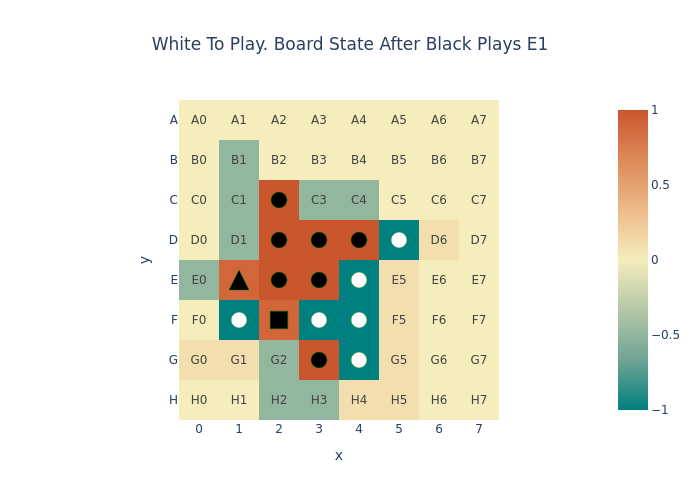 White To Play. Board State After Black Plays E1
A A0 A1 A2 A3 A4 A5 A6 A7
B B0 B1 B2 B3 B4 B5 B6 B7
C C0 C1 C3 C4 C5 C6 C7
D D0 D1 D6 D7
E E0 E5 E6 E7
F F0 F5 F6 F7
G G0 G1 G2 G5 G6 G7
H H0 H1 H2 H3 H4 H5 H6 H7
0 1 2 3 4 5 6 7
x
y
1
0.5
0
−0.5
−1